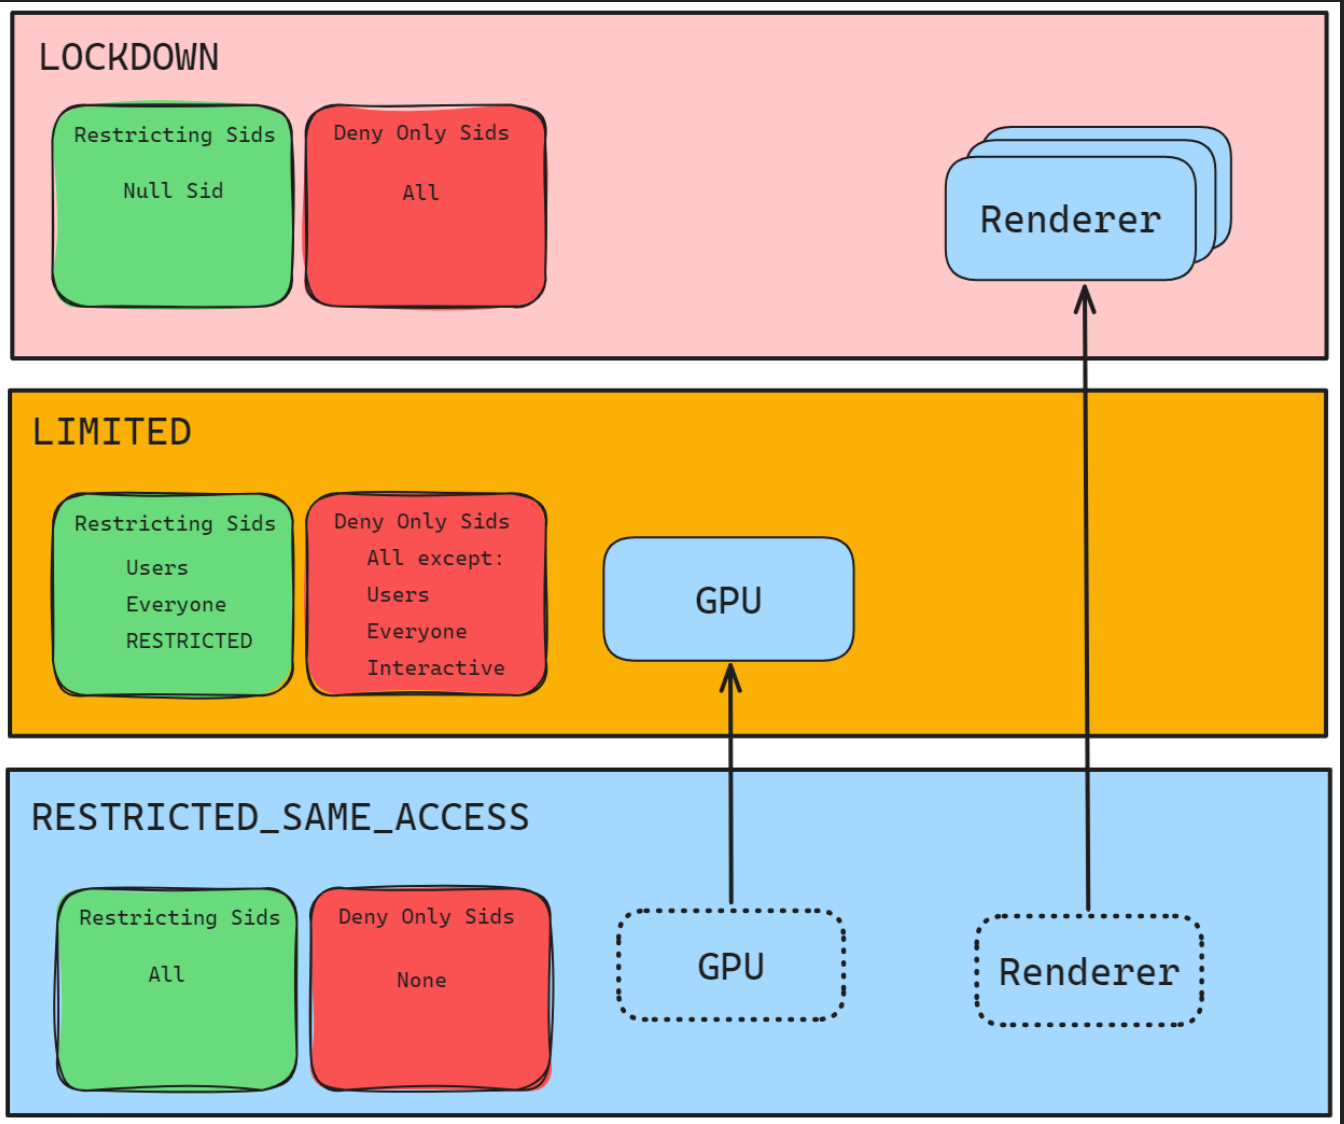 LOCKDOWN
Restricting Sids
Null Sid
Deny Only Sids
All
Renderer
LIMITED
Restricting Sids
Users
Everyone
RESTRICTED
Deny Only Sids
All except:
Users
Everyone
Interactive
GPU
RESTRICTED_SAME_ACCESS
Restricting Sids
All
Deny Only Sids
None
GPU
Renderer